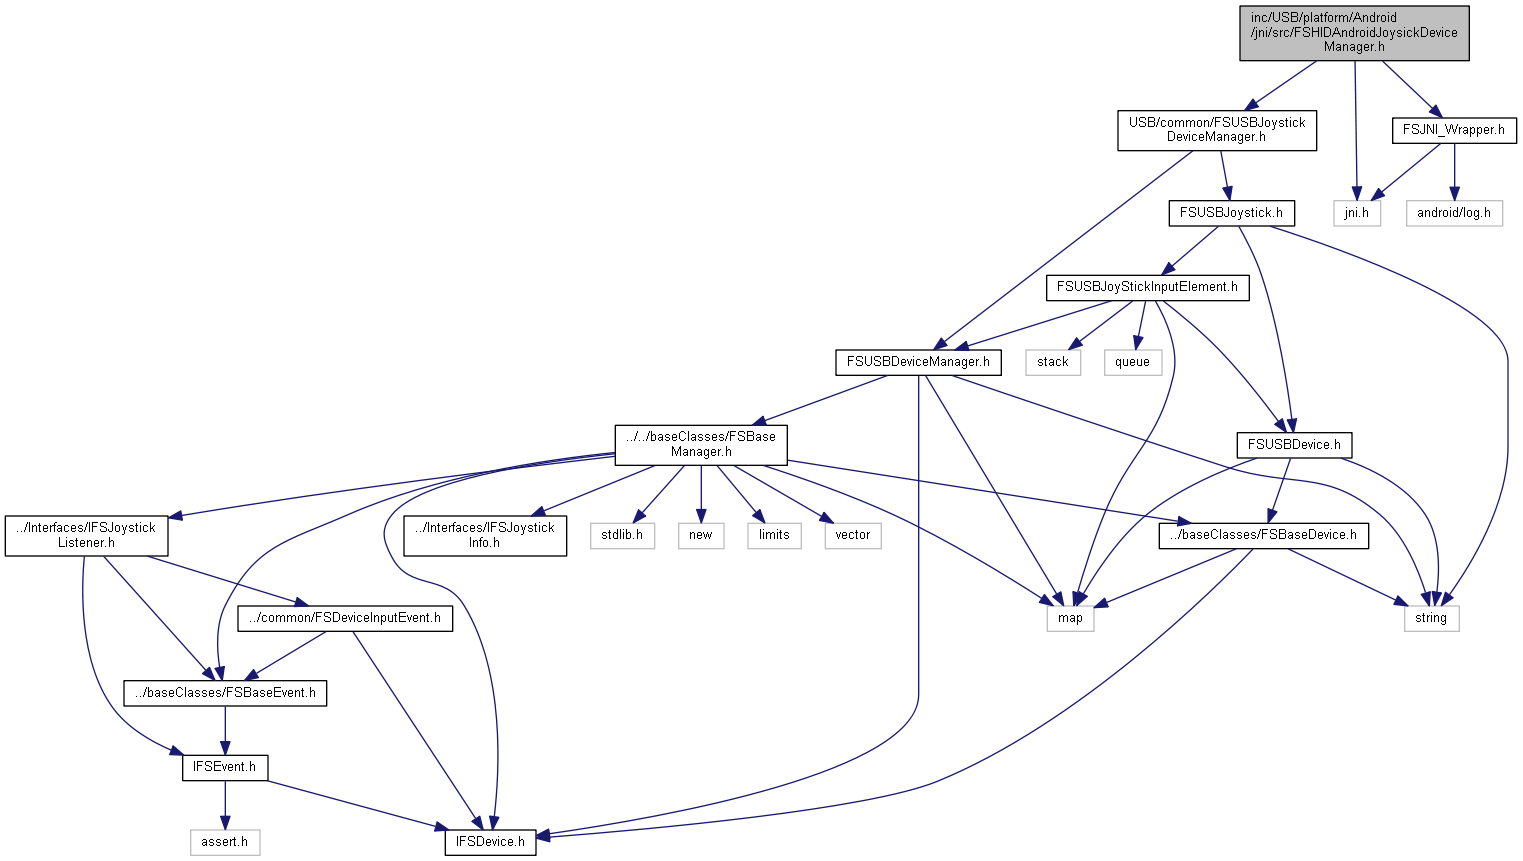 inc/USB/platform/Android
/jni/src/FSHIDAndroidJoysickDevice
Manager.h
USB/common/FSUSBJoystick
DeviceManager.h
FSJNI_Wrapper.h
FSUSBJoystick.h
jni.h
android/log.h
FSUSBJoyStickInputElement.h
FSUSBDeviceManager.h
stack
queue
../../baseClasses/FSBase
Manager.h
FSUSBDevice.h
../Interfaces/IFSJoystick
Listener.h
../Interfaces/IFSJoystick
Info.h
stdlib.h
new
limits
vector
../baseClasses/FSBaseDevice.h
../common/FSDeviceInputEvent.h
map
string
../baseClasses/FSBaseEvent.h
IFSEvent.h
assert.h
IFSDevice.h